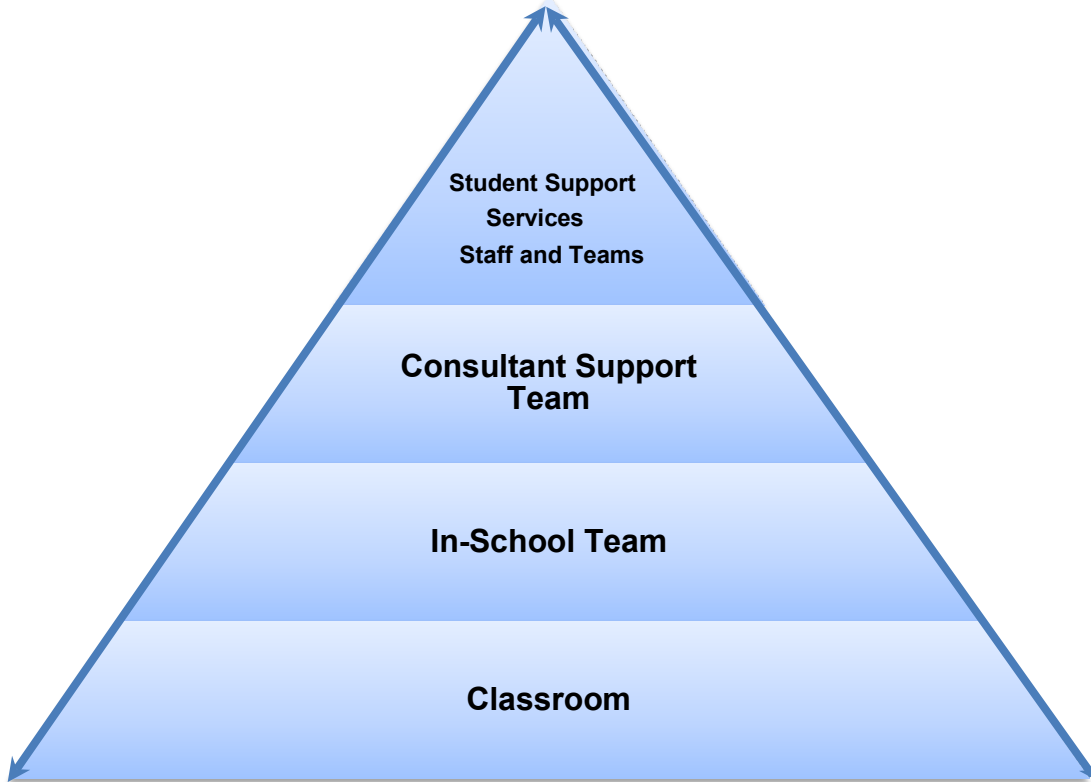 Student Support
Services
Staff and Teams
Consultant Support
Team
In-School Team
Classroom